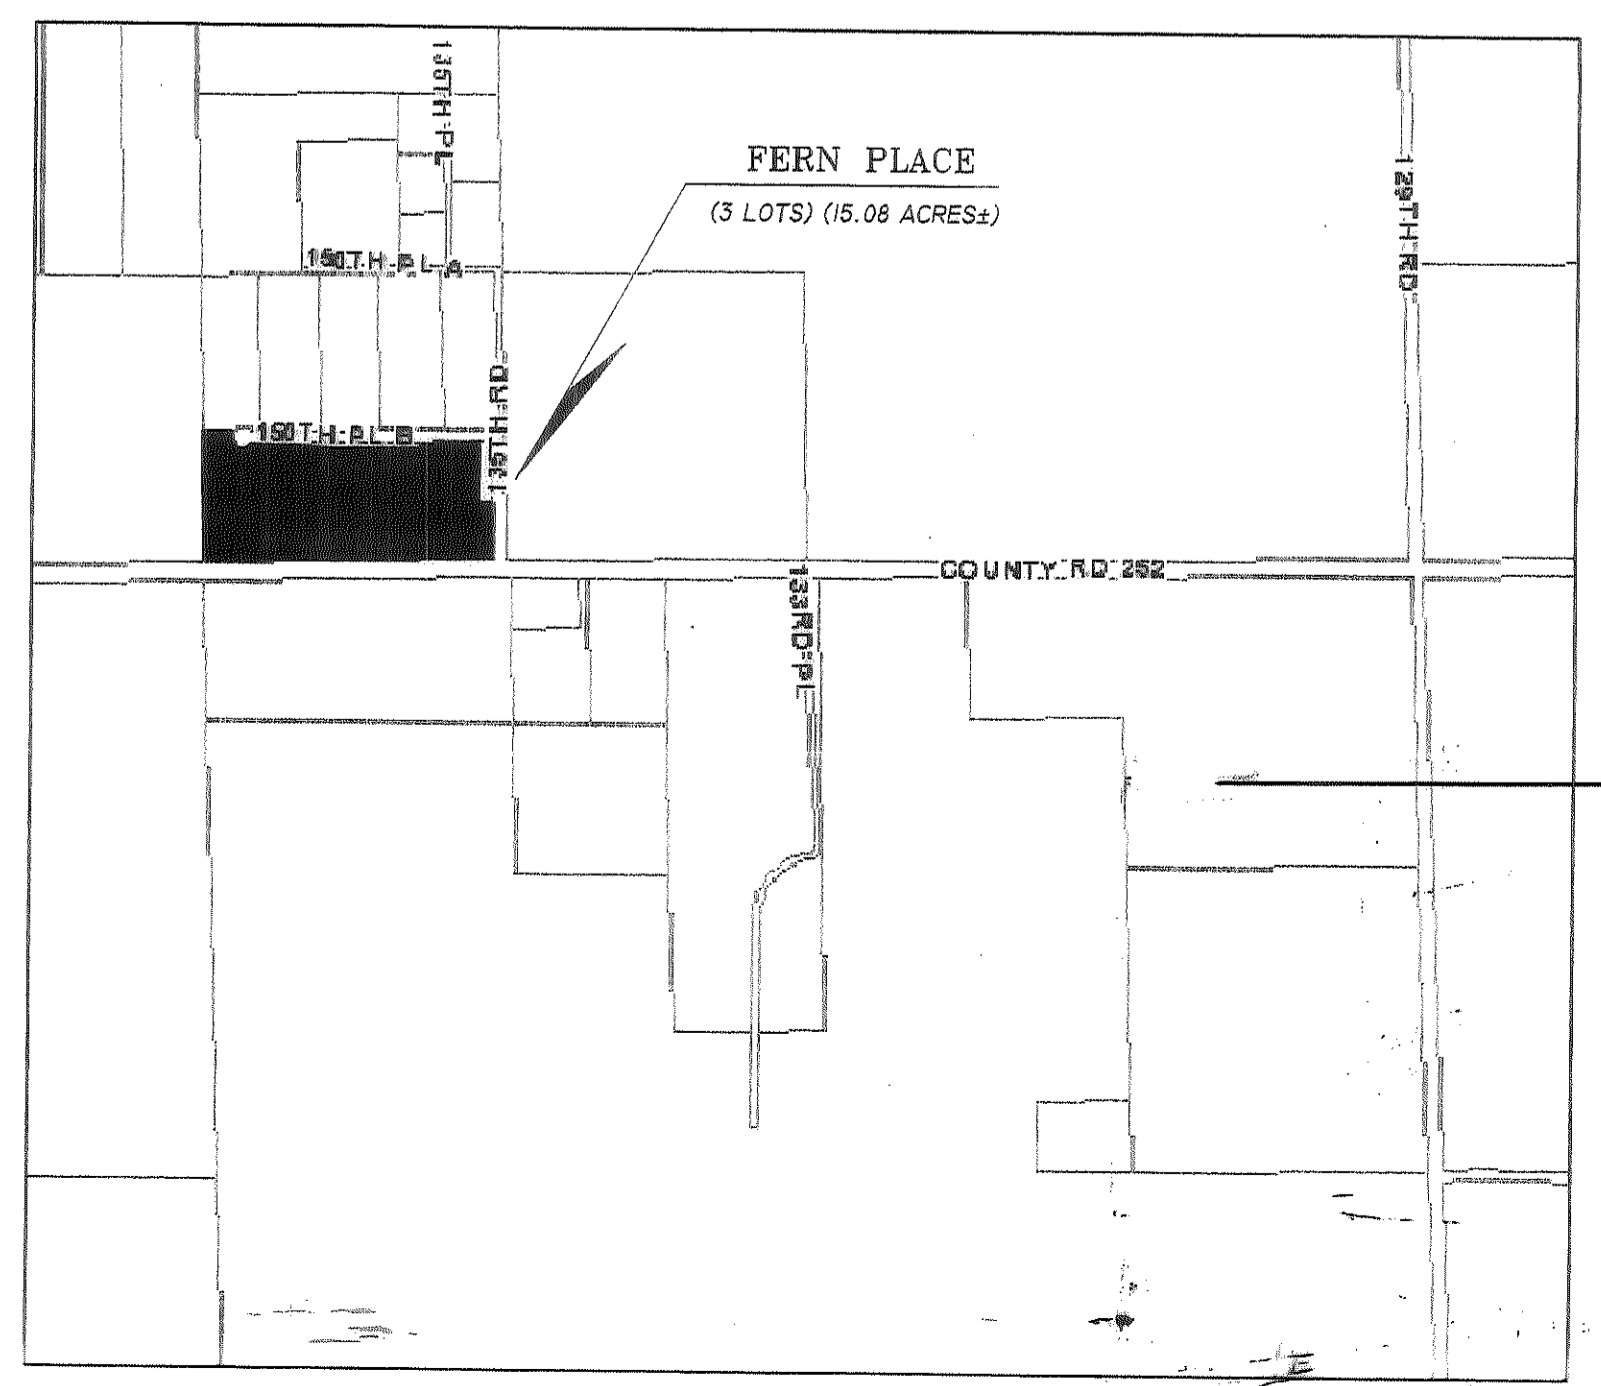 135TH PL
FERN PLACE
(3 LOTS) (15.08 ACRES±)
129TH RD
150TH PL A
135TH RD
150TH PL B
COUNTY RD 252
133RD PL